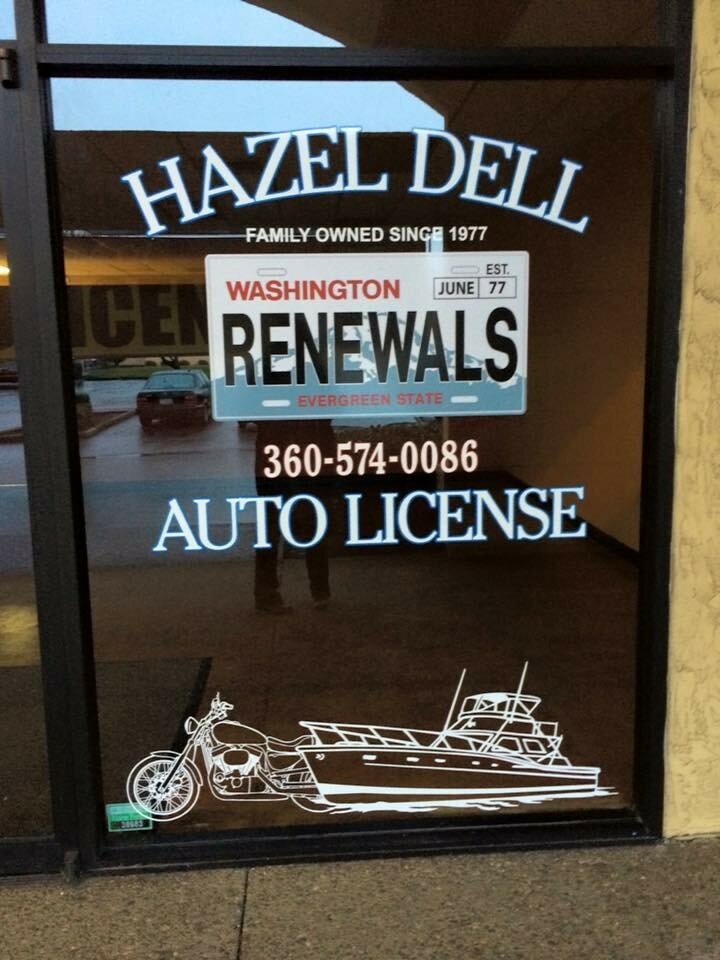 HAZEL DELL
FAMILY OWNED SINCE 1977
WASHINGTON
EST.
JUNE 77
RENEWALS
EVERGREEN STATE
360-574-0086
AUTO LICENSE